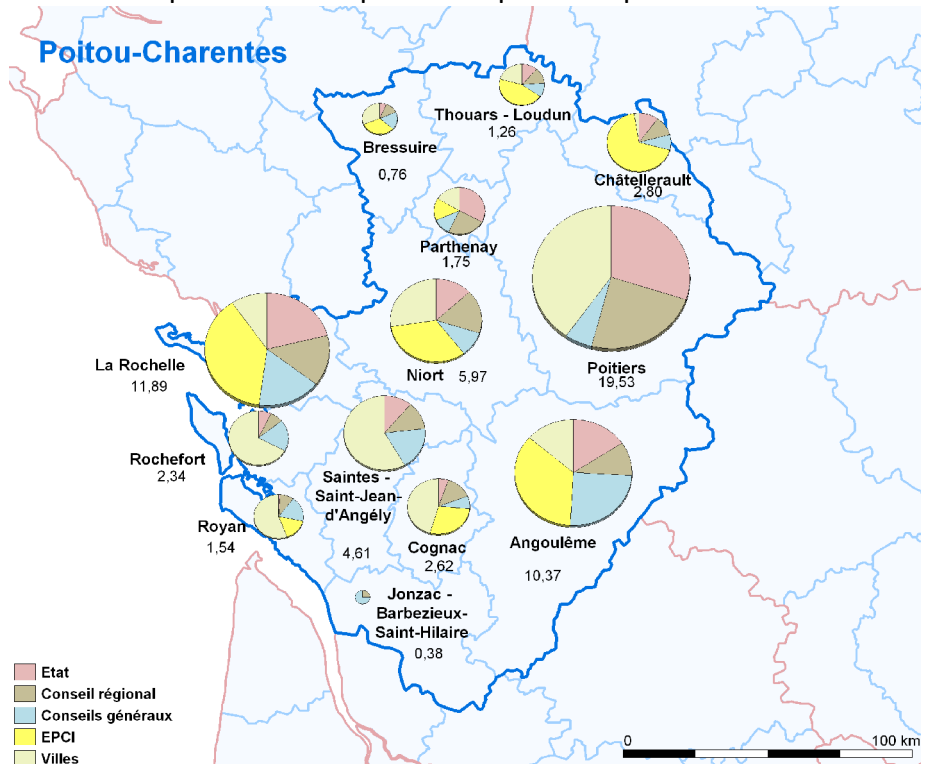 Poitou-Charentes
Thouars - Loudun
1,26
Bressuire
0,76
Châtellerault
2,80
Parthenay
1,75
Niort 5,97
Poitiers
19,53
La Rochelle
11,89
Rochefort
2,34
Saintes -
Saint-Jean-
d'Angély
4,61
Royan
1,54
Cognac
2,62
Angoulême
10,37
Jonzac -
Barbezieux-
Saint-Hilaire
0,38
Etat
Conseil régional
Conseils généraux
EPCI
Villes
0 100 km